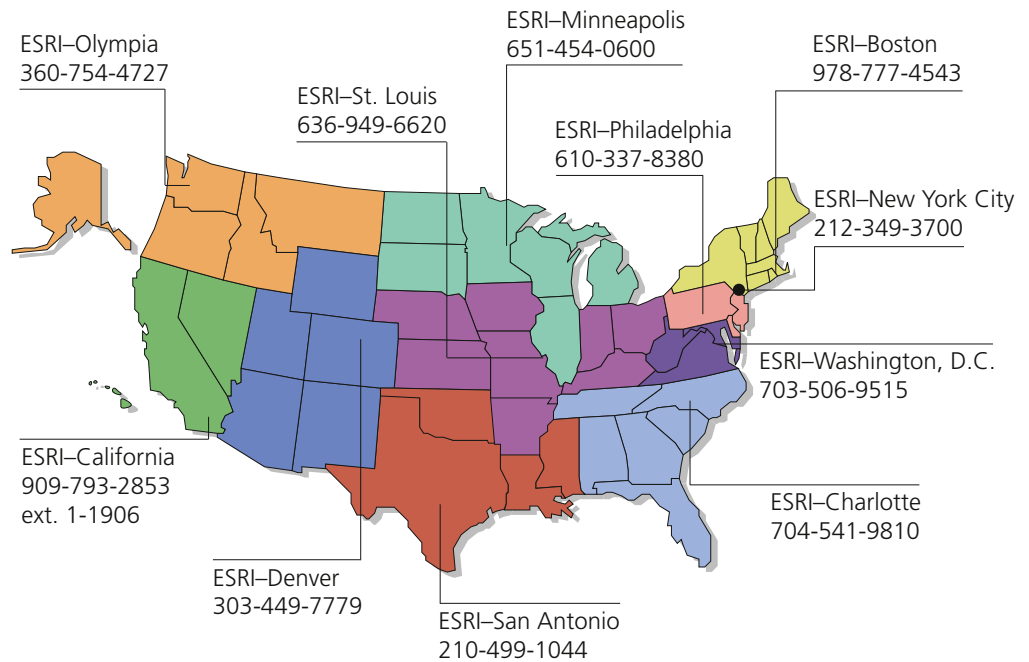 ESRI–Olympia
360-754-4727
ESRI–Minneapolis
651-454-0600
ESRI–Boston
978-777-4543
ESRI–St. Louis
636-949-6620
ESRI–Philadelphia
610-337-8380
ESRI–New York City
212-349-3700
ESRI–Washington, D.C.
703-506-9515
ESRI–California
909-793-2853
ext. 1-1906
ESRI–Charlotte
704-541-9810
ESRI–Denver
303-449-7779
ESRI–San Antonio
210-499-1044